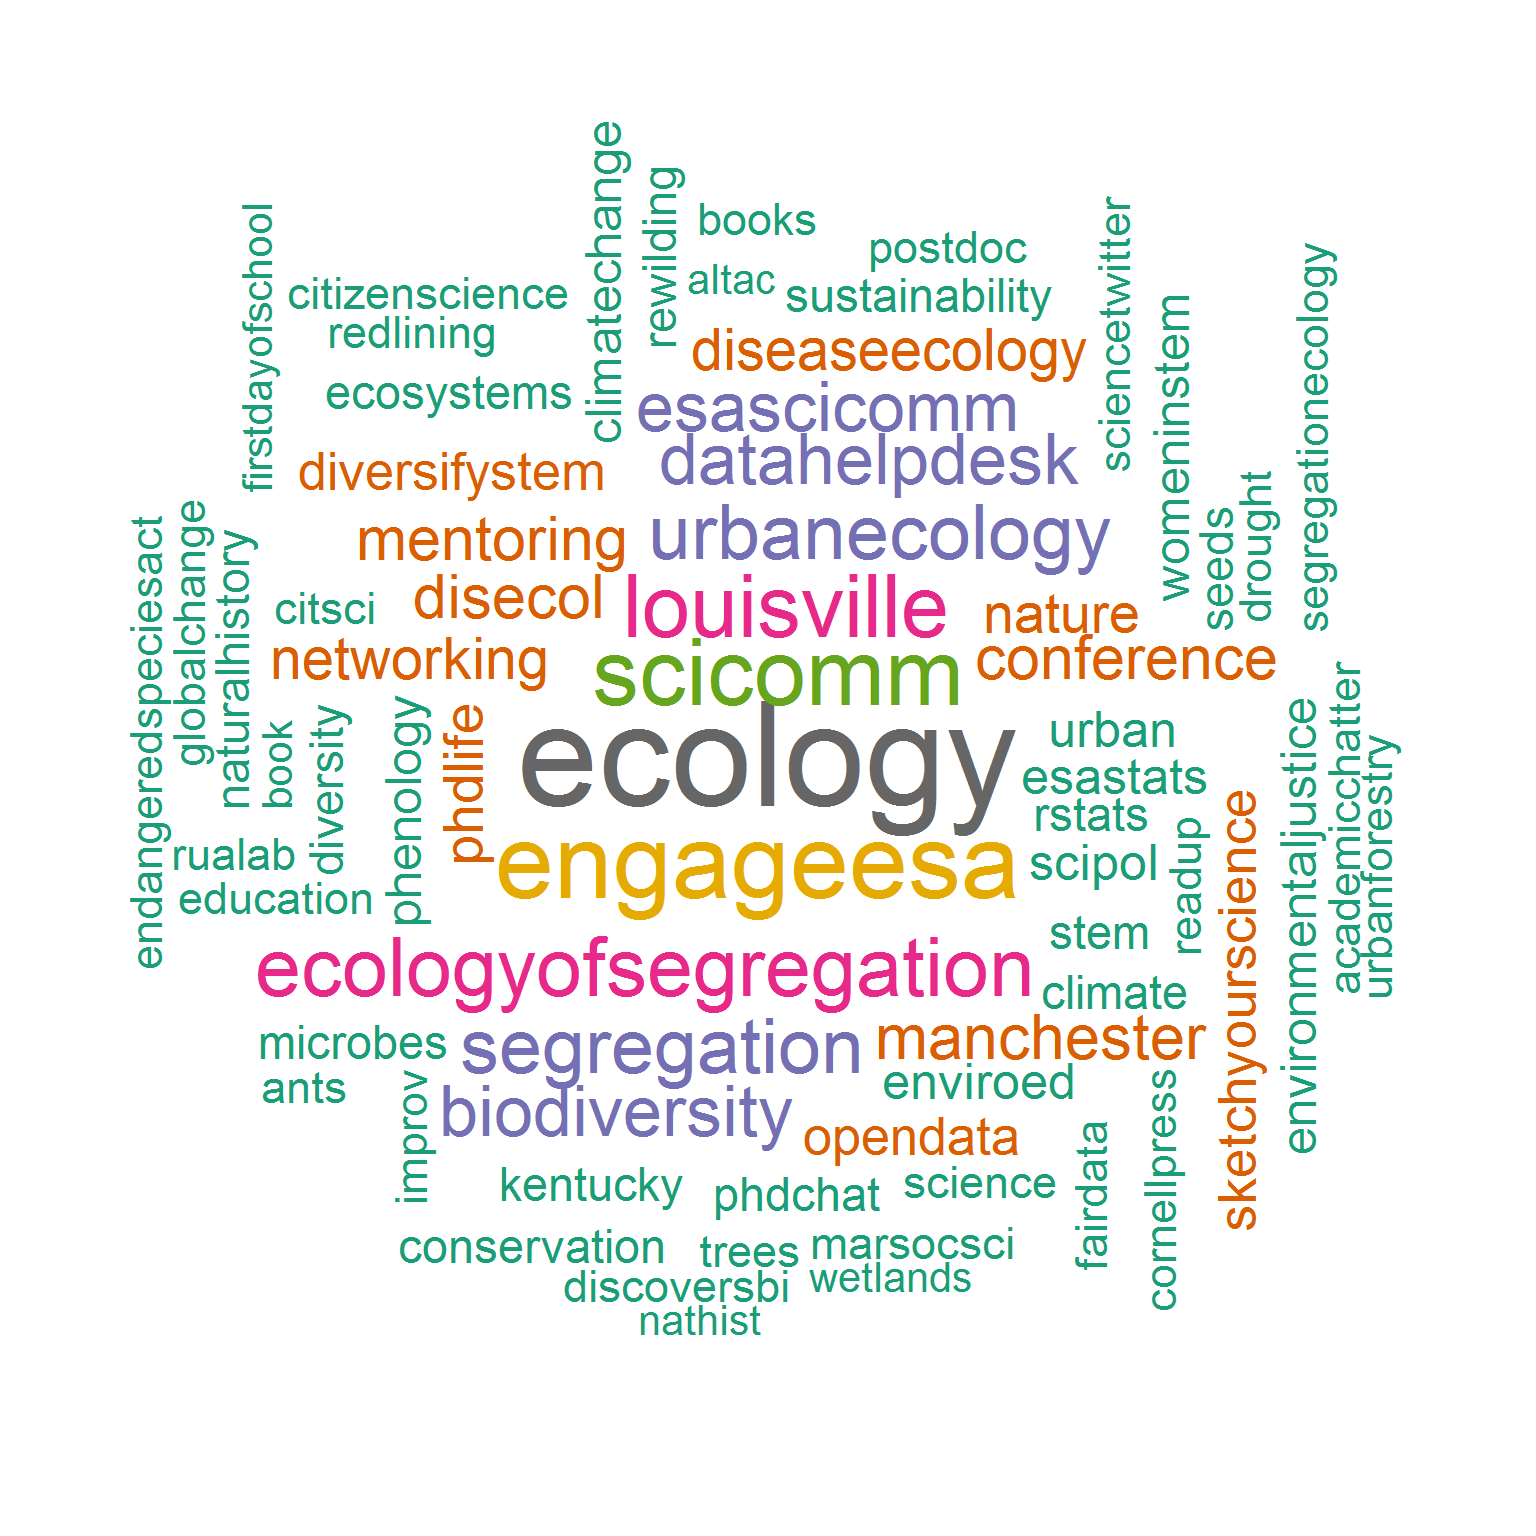 climatechange
rewilding
books
postdoc
sciencetwitter
firstdayofschool
citizenscience
altac
sustainability
womeninstem
segregationecology
redlining
diseaseecology
ecosystems
esascicomm
diversifystem
datahelpdesk
seeds
drought
endangeredspeciesact
globalchange
naturalhistory
mentoring
urbanecology
citsci
disecol
louisville
nature
networking
scicomm
conference
book
diversity
phenology
phdlife
ecology
urban
esastats
rstats
environmentaljustice
academicchatter
urbanforestry
rualab
education
engageesa
scipol
readup
sketchyourscience
stem
ecologyofsegregation
climate
microbes
segregation
manchester
ants
improv
biodiversity
enviroed
opendata
fairdata
cornellpress
kentucky
phdchat
science
conservation
trees
marsocsci
discoversbi
wetlands
nathist